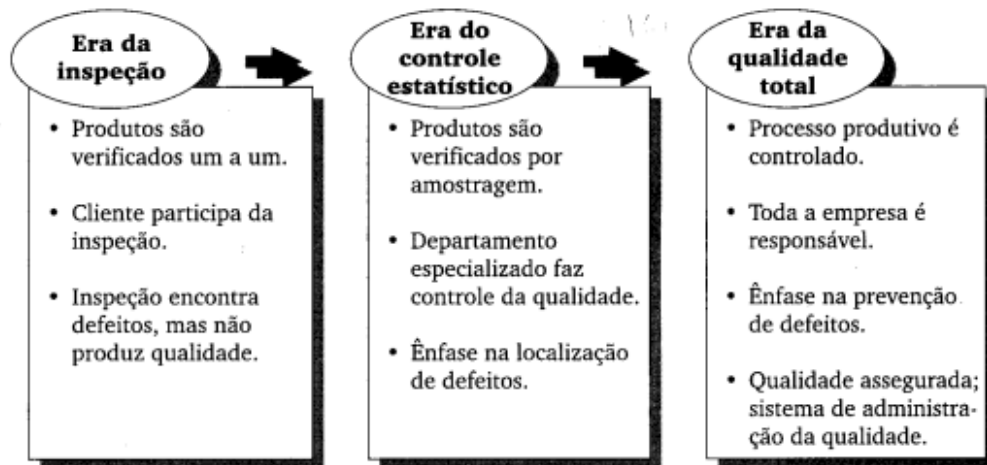 Era da
inspeção
• Produtos são
verificados um a um.
• Cliente participa da
inspeção.
• Inspeção encontra
defeitos, mas não
produz qualidade.
Era do
controle
estatístico
• Produtos são
verificados por
amostragem.
• Departamento
especializado faz
controle da qualidade.
• Ênfase na localização
de defeitos.
Era da
qualidade
total
• Processo produtivo é
controlado.
• Toda a empresa é
responsável.
• Ênfase na prevenção
de defeitos.
• Qualidade assegurada;
sistema de administra-
ção da qualidade.